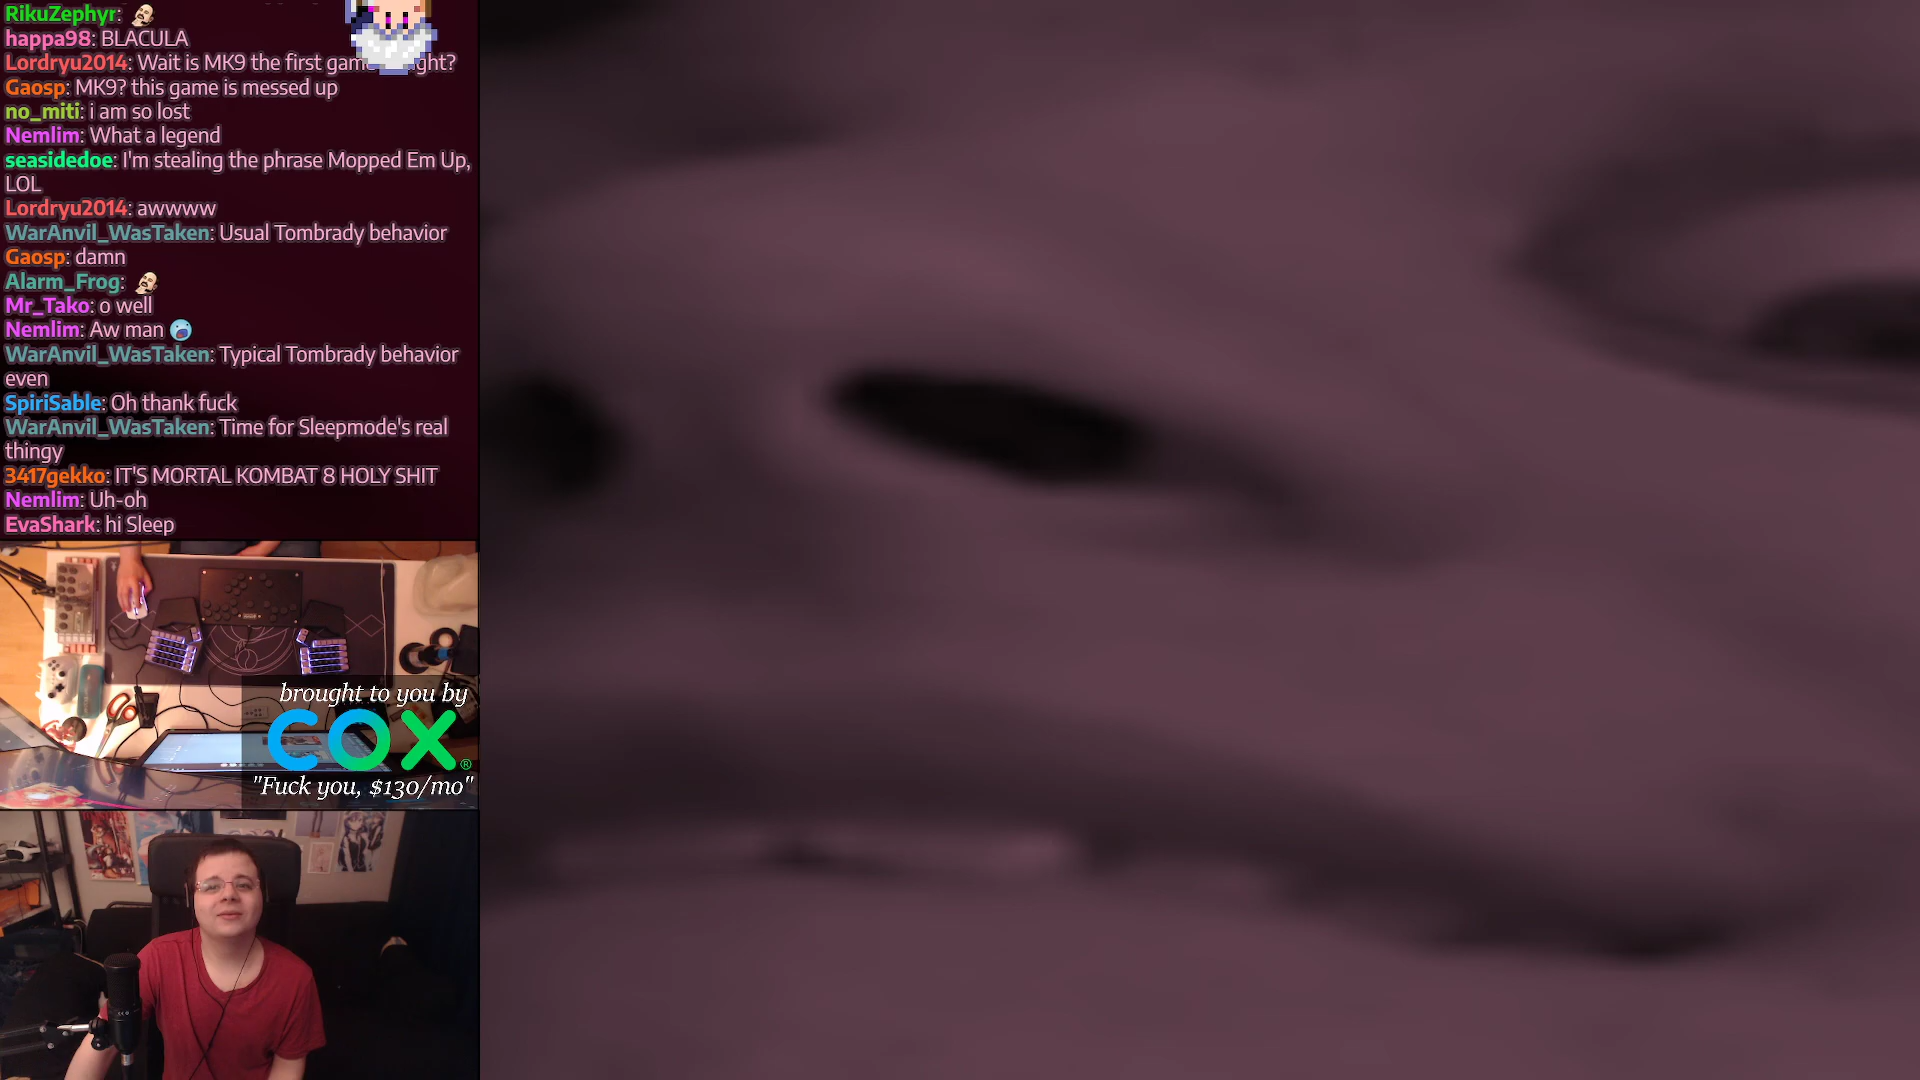 RikuZephyr:
happa98: BLACULA
Lordryu2014: Wait is MK9 the first gam ght?
Gaosp: MK9? this game is messed up
no_miti: i am so lost
Nemlim: What a legend
seasidedoe: I'm stealing the phrase Mopped Em Up,
LOL
Lordryu2014: awwww
WarAnvil_WasTaken: Usual Tombrady behavior
Gaosp: damn
Alarm_Frog:
Mr_Tako: o well
Nemlim: Aw man
WarAnvil_WasTaken: Typical Tombrady behavior
even
SpiriSable: Oh thank fuck
WarAnvil_WasTaken: Time for Sleepmode's real
thingy
3417gekko: IT'S MORTAL KOMBAT 8 HOLY SHIT
Nemlim: Uh-oh
EvaShark: hi Sleep
brought to you by
COX®
"Fuck you, $130/mo"